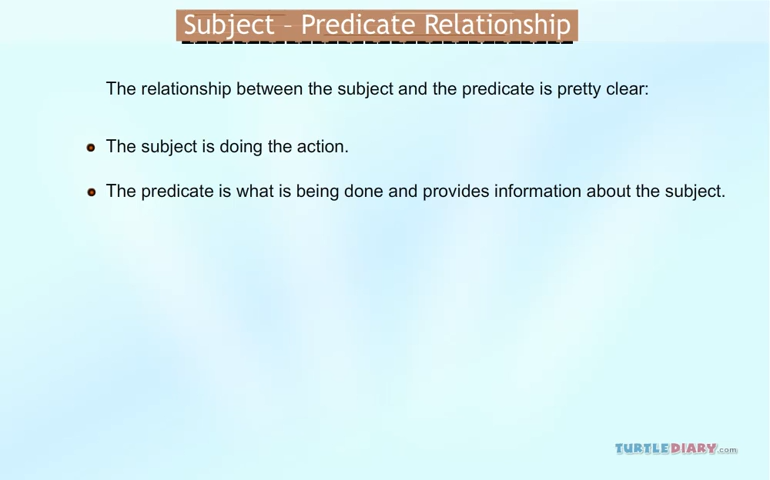 Subject - Predicate Relationship
The relationship between the subject and the predicate is pretty clear:
The subject is doing the action.
The predicate is what is being done and provides information about the subject.
TURTLEDIARY.com